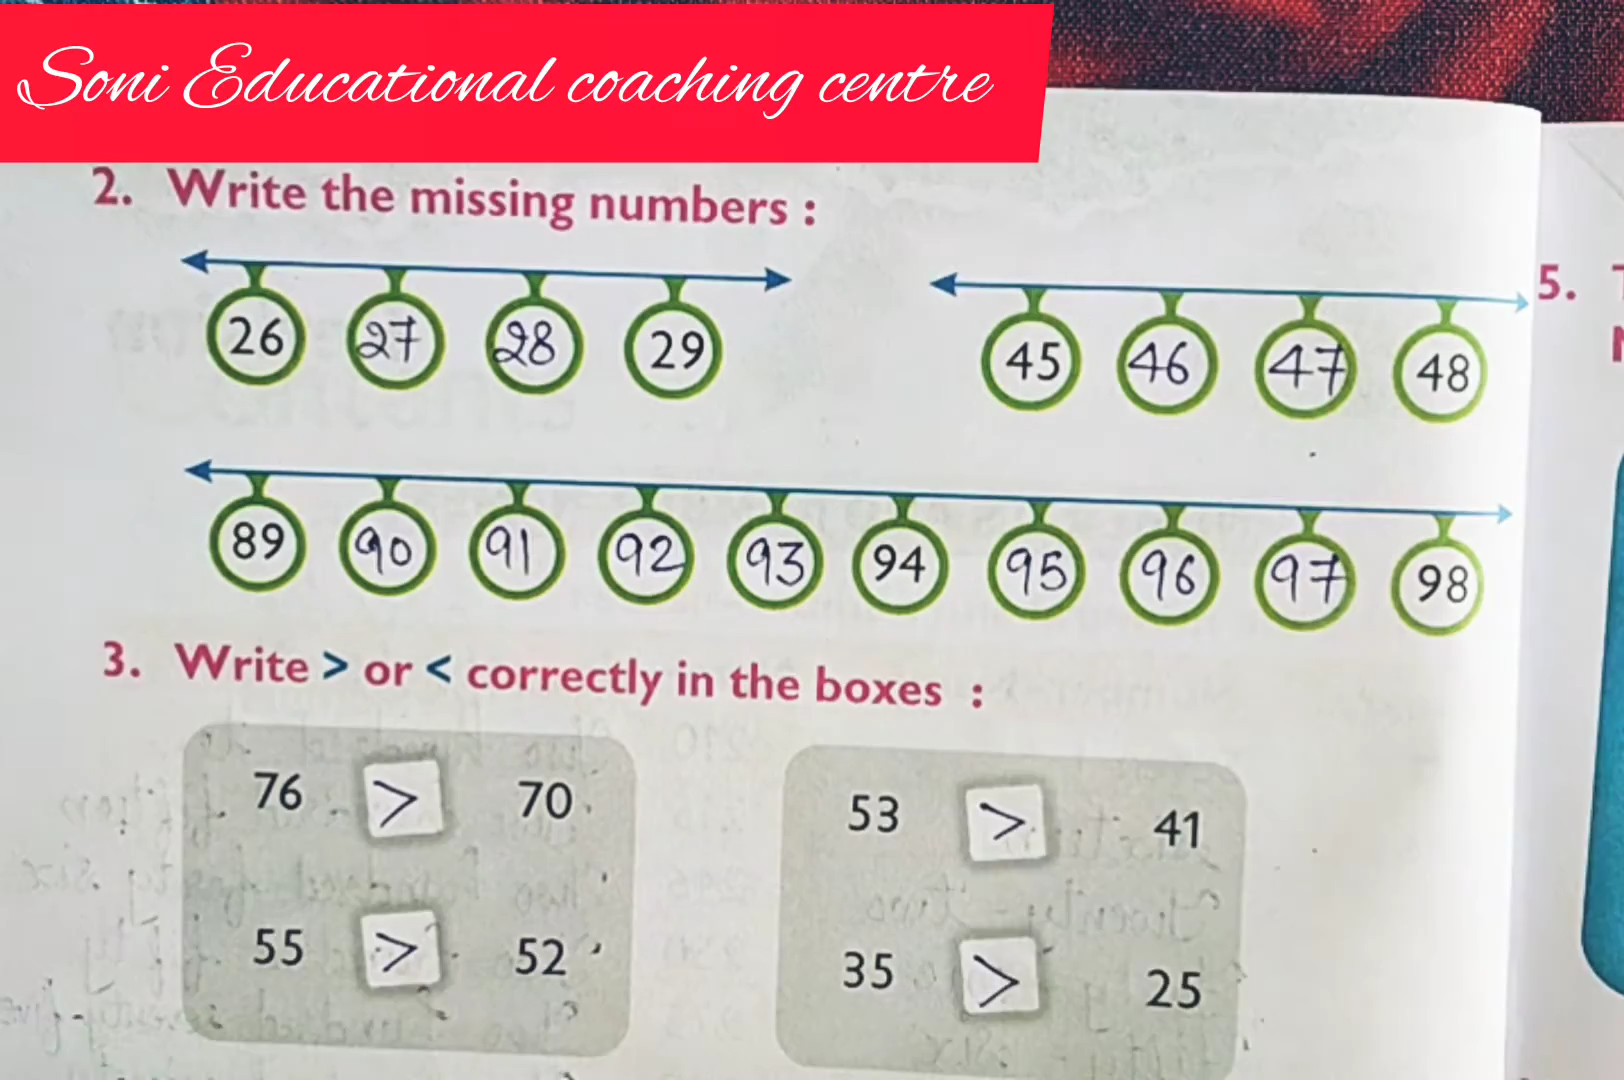 Soni Educational coaching centre
2. Write the missing numbers :
26 27 28 29
45 46 47 48
89 90 91 92 93 94 95 96 97 98
3. Write > or < correctly in the boxes :
76 > 70
53 > 41
55 > 52
35 > 25
5.